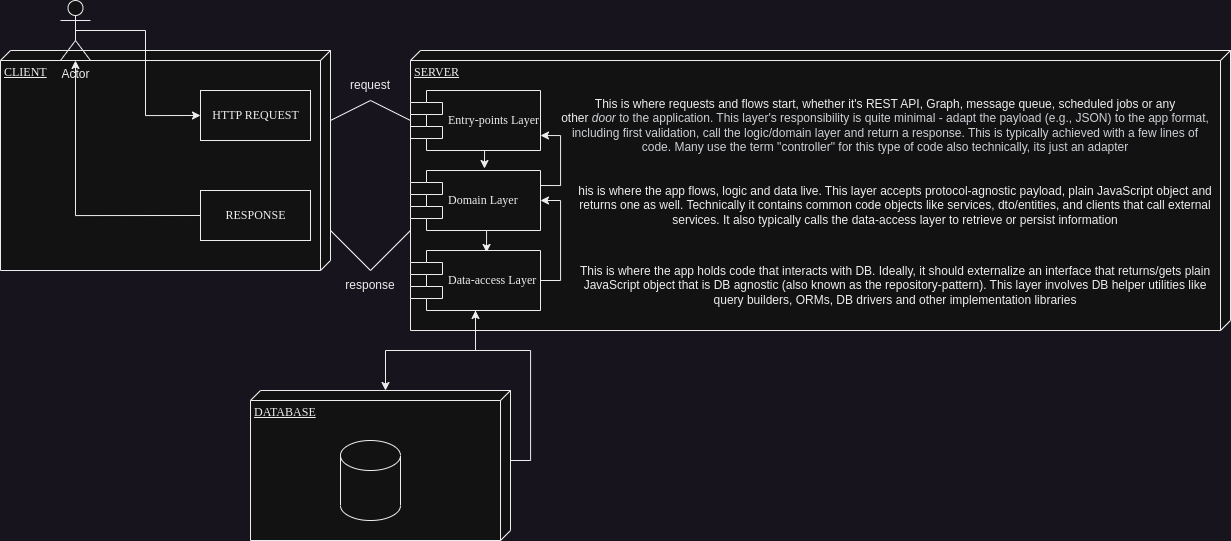 CLIENT
Actor
HTTP REQUEST
RESPONSE
request
response
SERVER
Entry-points Layer
This is where requests and flows start, whether it's REST API, Graph, message queue, scheduled jobs or any
other door to the application. This layer's responsibility is quite minimal - adapt the payload (e.g., JSON) to the app format,
including first validation, call the logic/domain layer and return a response. This is typically achieved with a few lines of
code. Many use the term "controller" for this type of code also technically, its just an adapter
Domain Layer
his is where the app flows, logic and data live. This layer accepts protocol-agnostic payload, plain JavaScript object and
returns one as well. Technically it contains common code objects like services, dto/entities, and clients that call external
services. It also typically calls the data-access layer to retrieve or persist information
Data-access Layer
This is where the app holds code that interacts with DB. Ideally, it should externalize an interface that returns/gets plain
JavaScript object that is DB agnostic (also known as the repository-pattern). This layer involves DB helper utilities like
query builders, ORMs, DB drivers and other implementation libraries
DATABASE